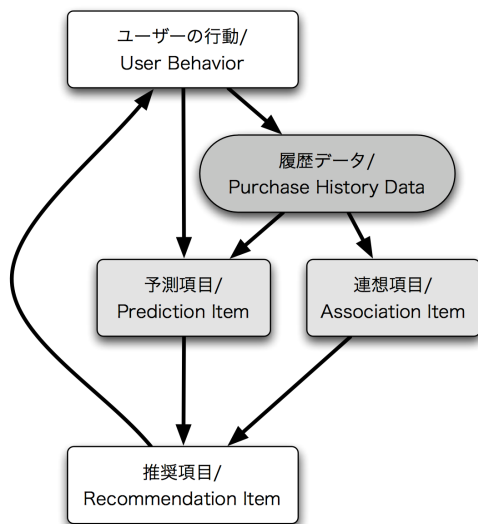 ユーザーの行動/
User Behavior
履歴データ/
Purchase History Data
予測項目/
Prediction Item
連想項目/
Association Item
推奨項目/
Recommendation Item